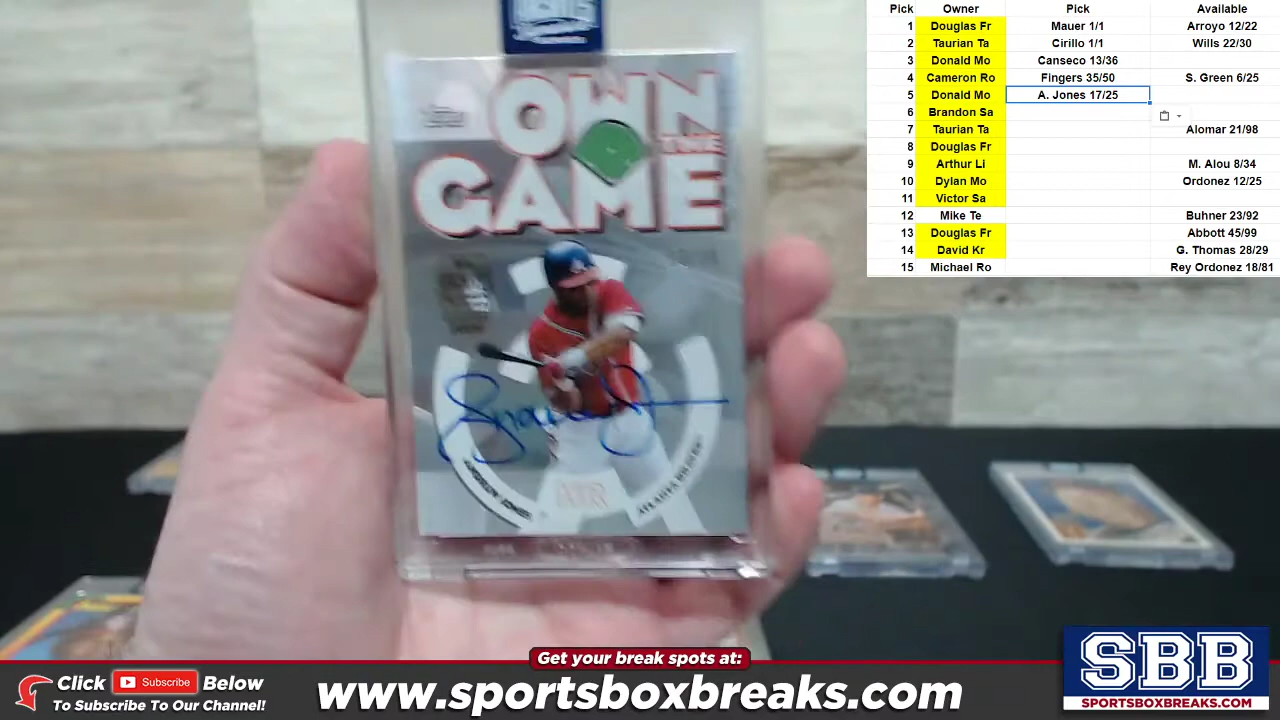 Pick Owner Pick Available
1 Douglas Fr Mauer 1/1 Arroyo 12/22
2 Taurian Ta Cirillo 1/1 Wills 22/30
3 Donald Mo Canseco 13/36
4 Cameron Ro Fingers 35/50 S. Green 6/25
5 Donald Mo A. Jones 17/25
6 Brandon Sa
7 Taurian Ta Alomar 21/98
8 Douglas Fr
9 Arthur Li M. Alou 8/34
10 Dylan Mo Ordonez 12/25
11 Victor Sa
12 Mike Te Buhner 23/92
13 Douglas Fr Abbott 45/99
14 David Kr G. Thomas 28/29
15 Michael Ro Rey Ordonez 18/81
OWN
THE
GAME
ANDRUW JONES
ATLANTA BRAVES
Get your break spots at:
Click Subscribe Below
To Subscribe To Our Channel!
www.sportsboxbreaks.com
SBB
SPORTSBOXBREAKS.COM